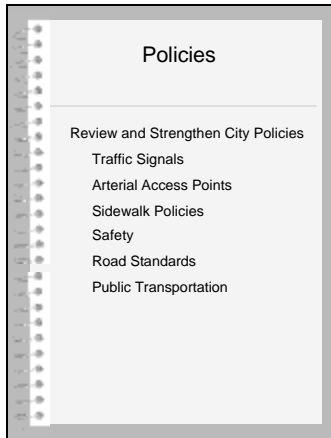 Policies
Review and Strengthen City Policies
Traffic Signals
Arterial Access Points
Sidewalk Policies
Safety
Road Standards
Public Transportation